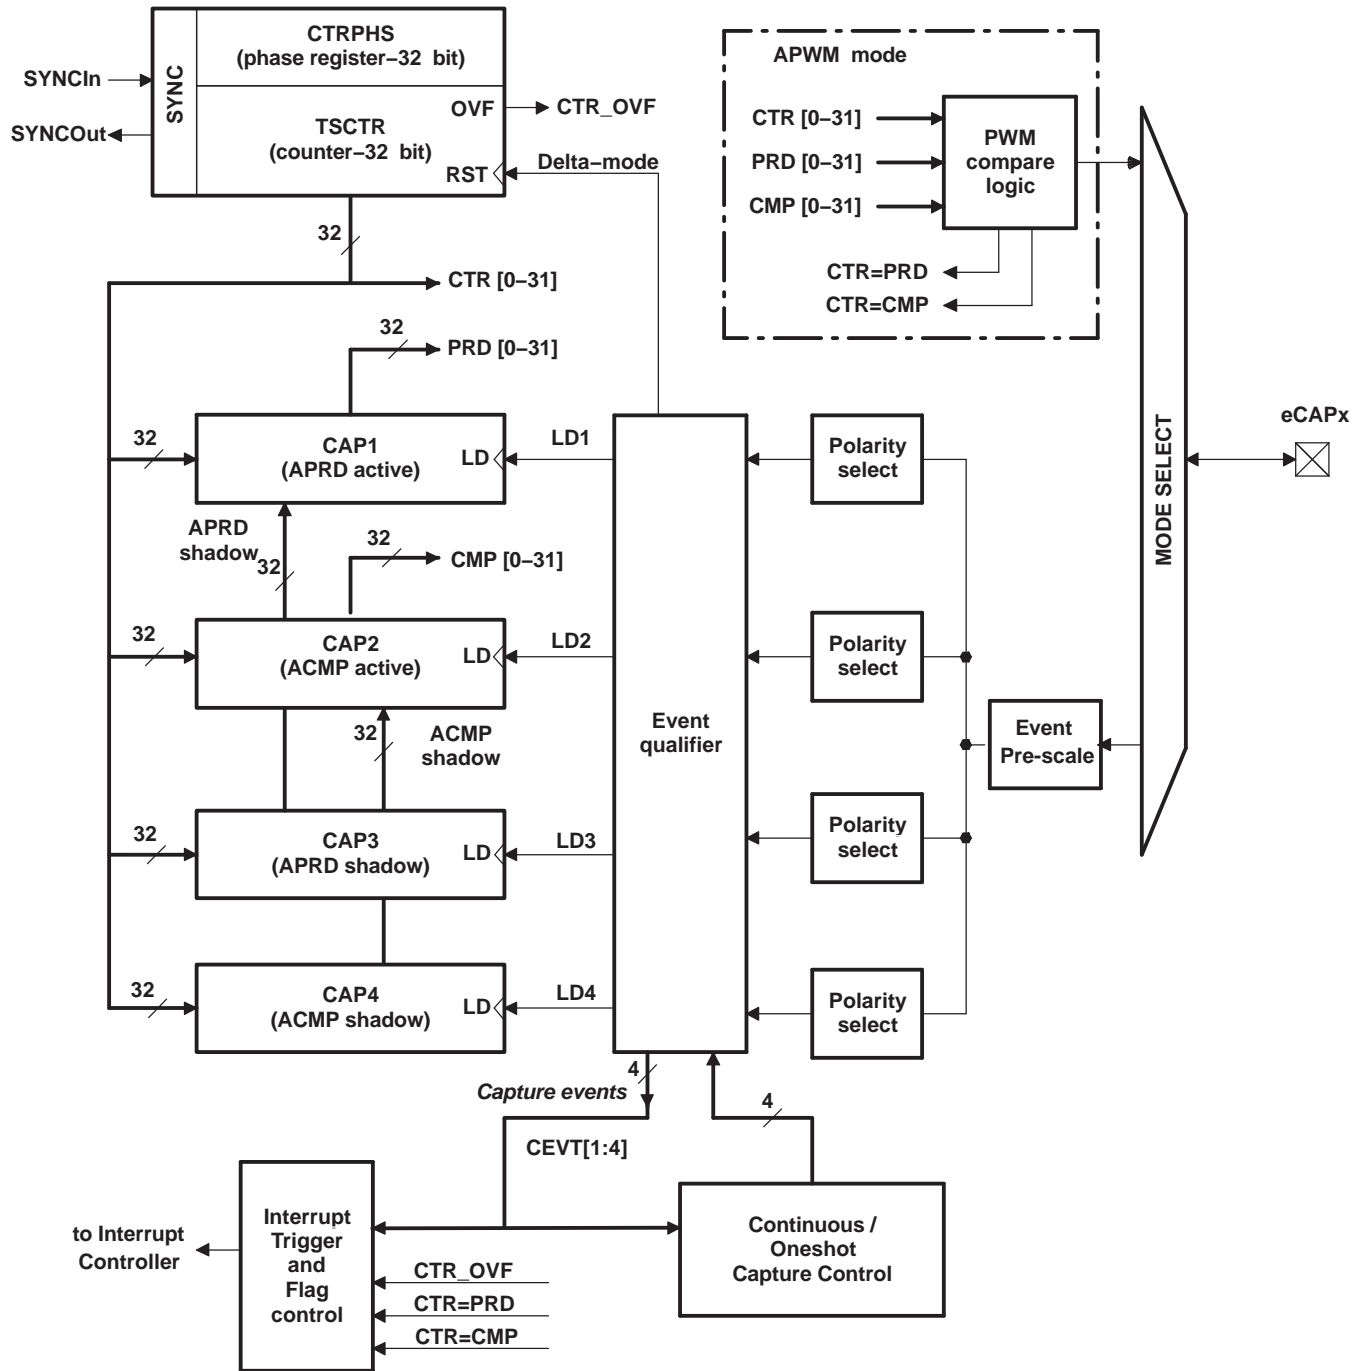 CTRPHS
(phase register−32 bit)
SYNC
SYNCIn
SYNCOut
OVF
CTR_OVF
TSCTR
(counter−32 bit)
RST
Delta−mode
APWM mode
CTR [0−31]
PRD [0−31]
CMP [0−31]
PWM
compare
logic
CTR=PRD
CTR=CMP
32
CTR [0−31]
32
PRD [0−31]
32
CAP1
(APRD active)
LD
LD1
Polarity
select
MODE SELECT
eCAPx
APRD
shadow
32
32
CMP [0−31]
32
CAP2
(ACMP active)
LD
LD2
Polarity
select
32
ACMP
shadow
Event
qualifier
Event
Pre-scale
32
CAP3
(APRD shadow)
LD
LD3
Polarity
select
32
CAP4
(ACMP shadow)
LD
LD4
Polarity
select
4
Capture events
4
CEVT[1:4]
to Interrupt
Controller
Interrupt
Trigger
and
Flag
control
CTR_OVF
CTR=PRD
CTR=CMP
Continuous /
Oneshot
Capture Control